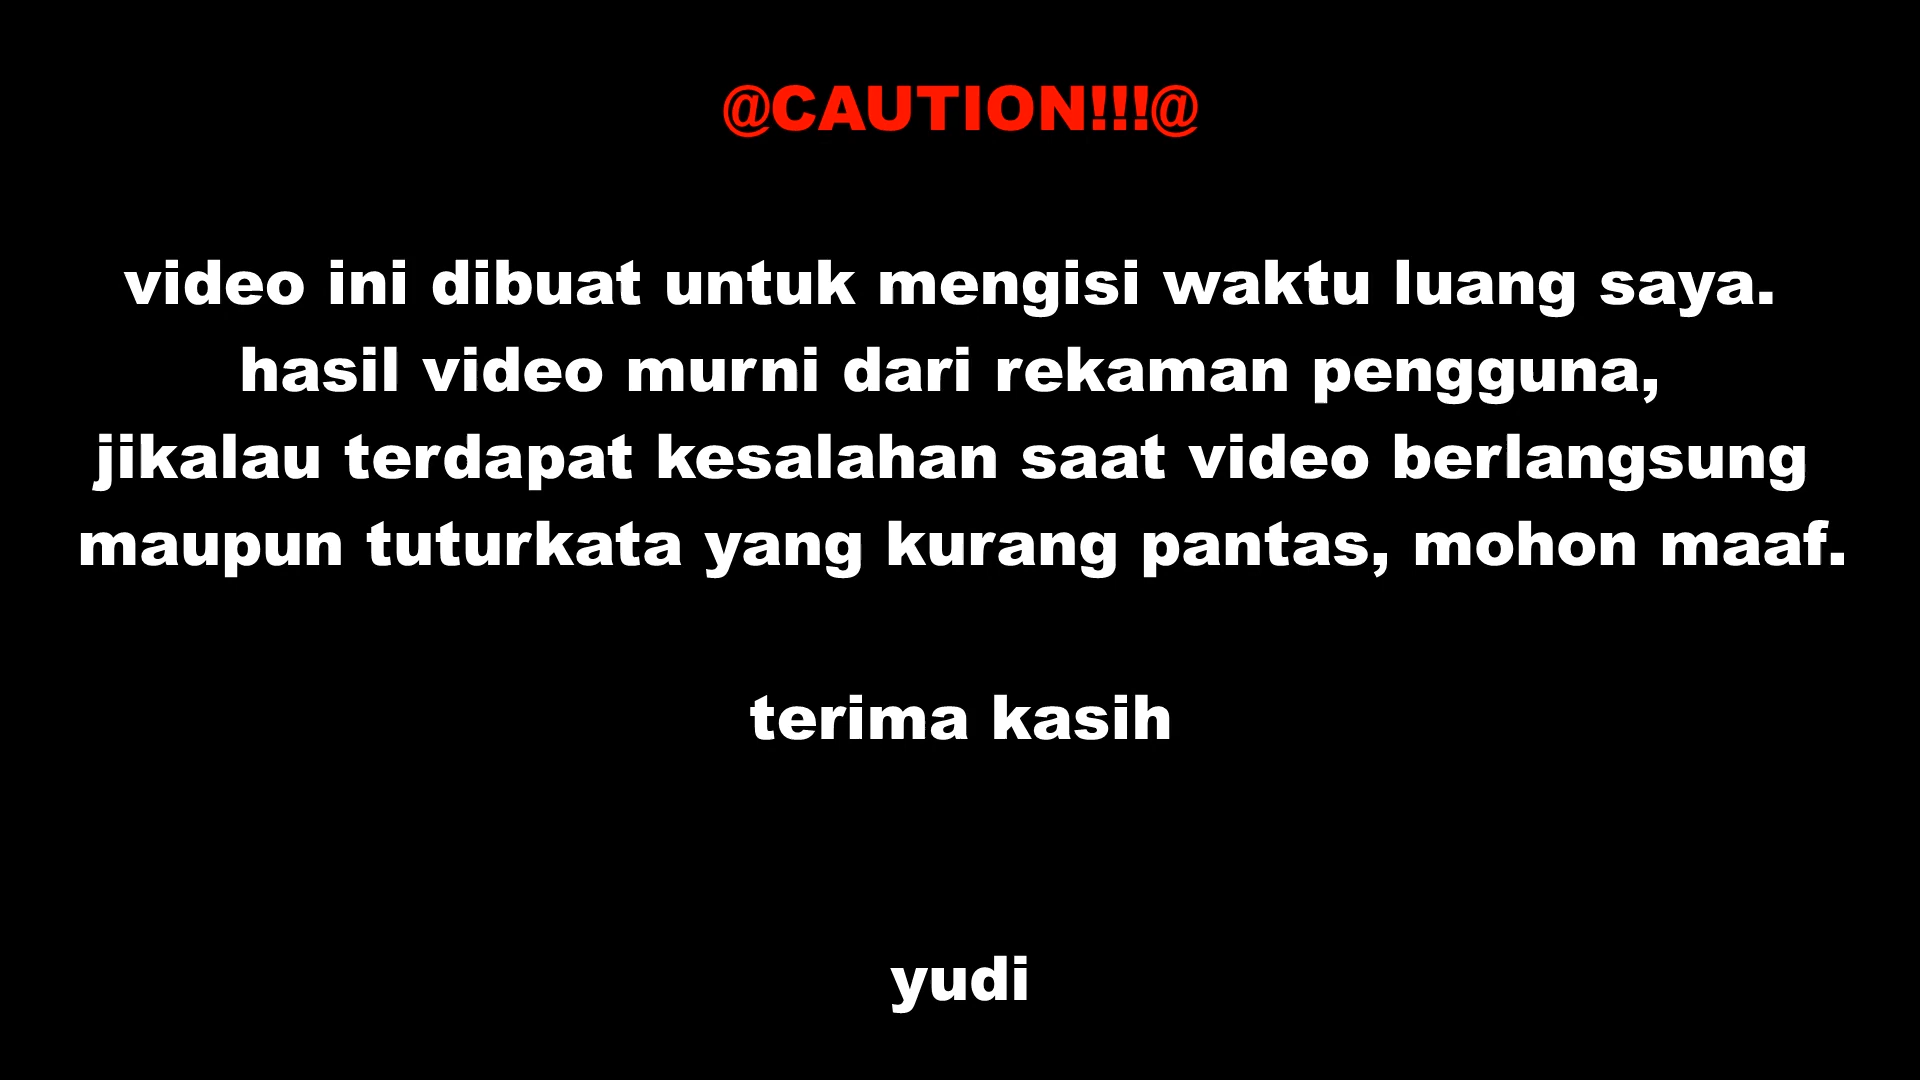 @CAUTION!!!@
video ini dibuat untuk mengisi waktu luang saya.
hasil video murni dari rekaman pengguna,
jikalau terdapat kesalahan saat video berlangsung
maupun tuturkata yang kurang pantas, mohon maaf.
terima kasih
yudi